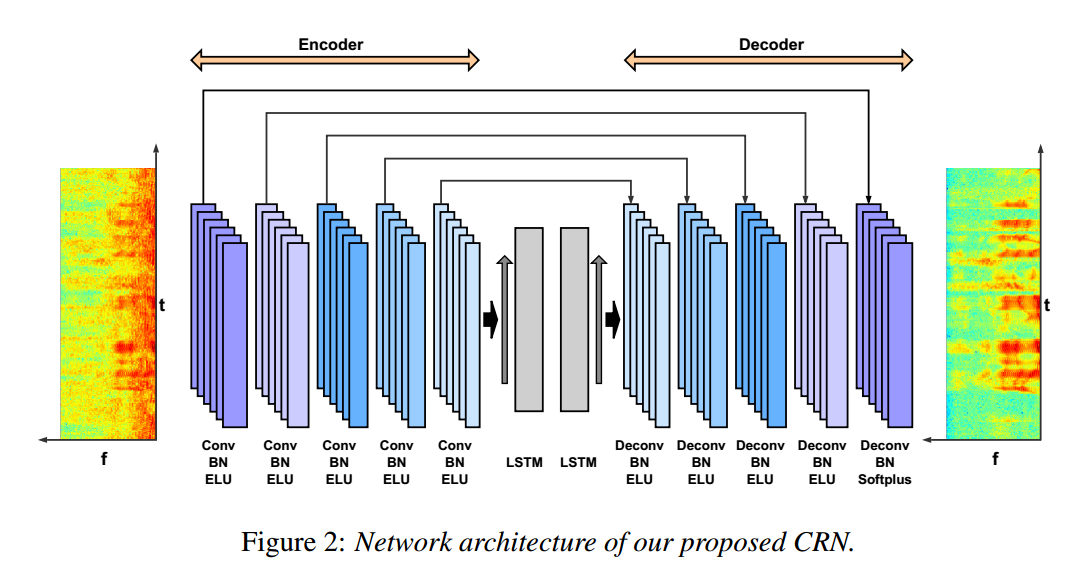 Encoder
Decoder
t
f
t
f
Conv
BN
ELU
Conv
BN
ELU
Conv
BN
ELU
Conv
BN
ELU
Conv
BN
ELU
LSTM
LSTM
Deconv
BN
ELU
Deconv
BN
ELU
Deconv
BN
ELU
Deconv
BN
ELU
Deconv
BN
Softplus
Figure 2: Network architecture of our proposed CRN.